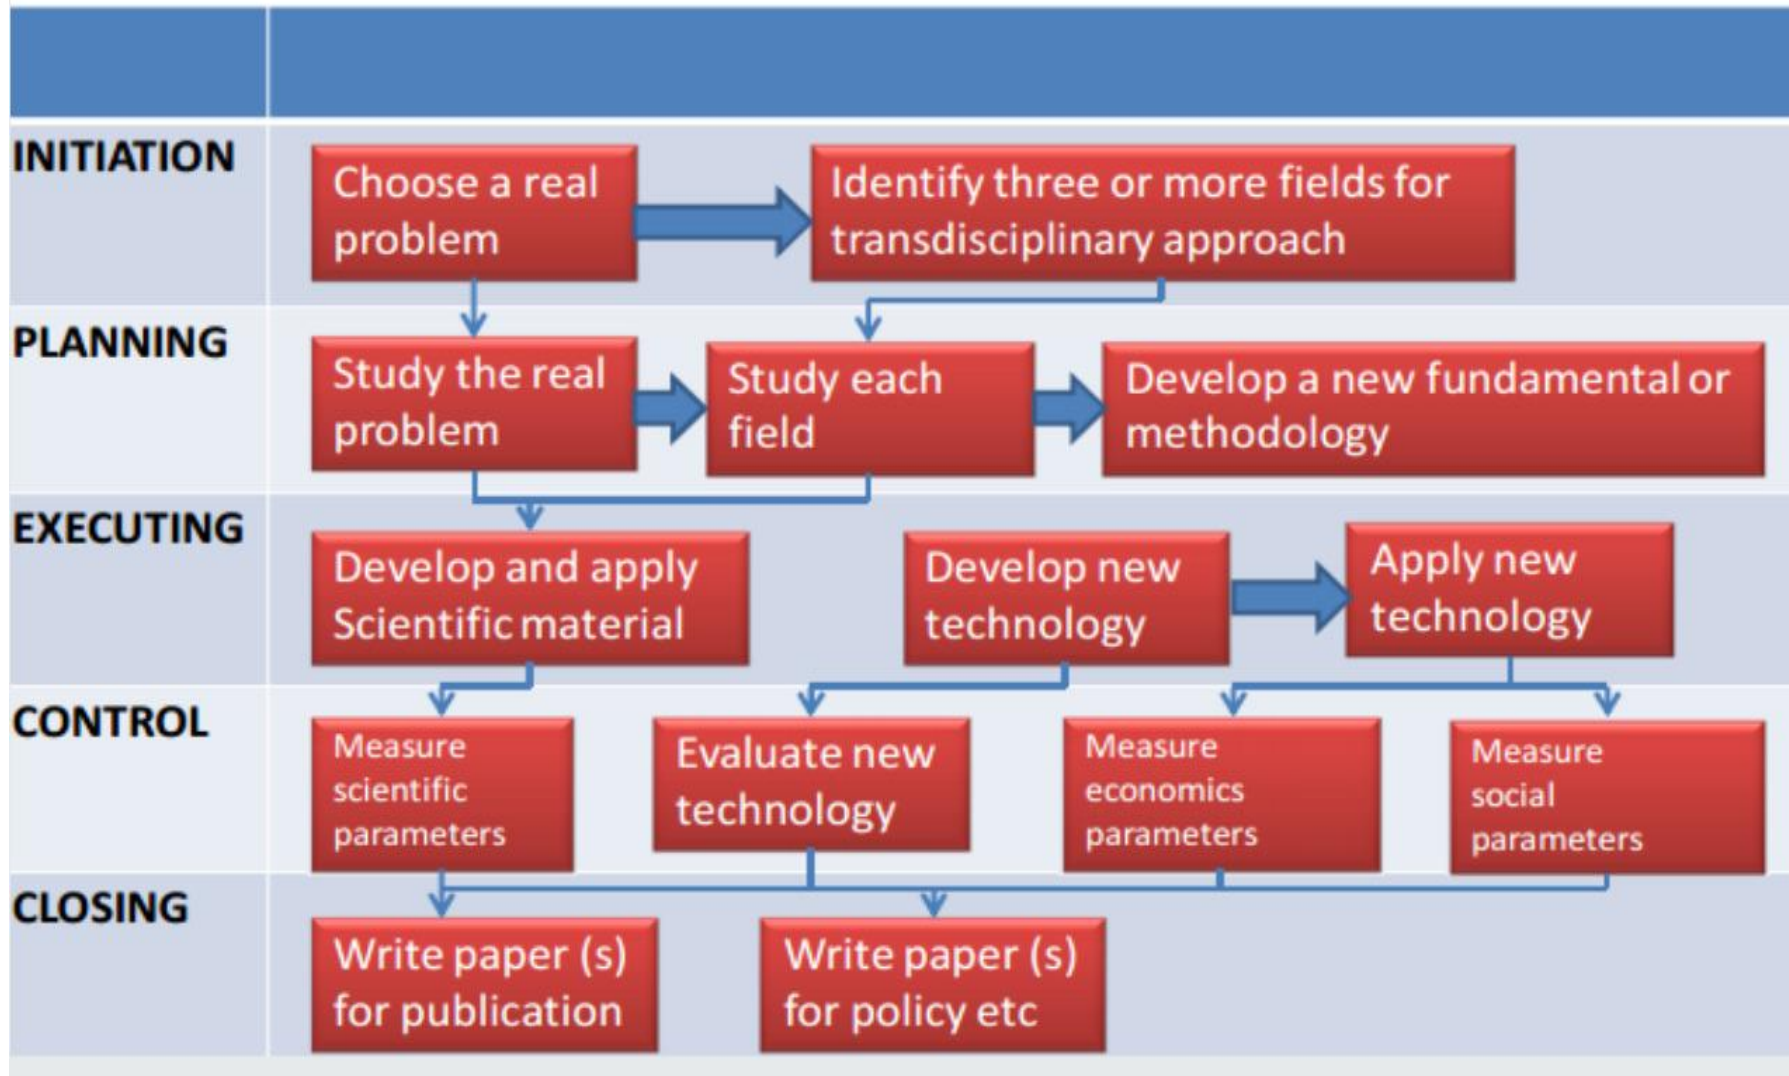 INITIATION
Choose a real
problem
Identify three or more fields for
transdisciplinary approach
PLANNING
Study the real
problem
Study each
field
Develop a new fundamental or
methodology
EXECUTING
Develop and apply
Scientific material
Develop new
technology
Apply new
technology
CONTROL
Measure
scientific
parameters
Evaluate new
technology
Measure
economics
parameters
Measure
social
parameters
CLOSING
Write paper (s)
for publication
Write paper (s)
for policy etc